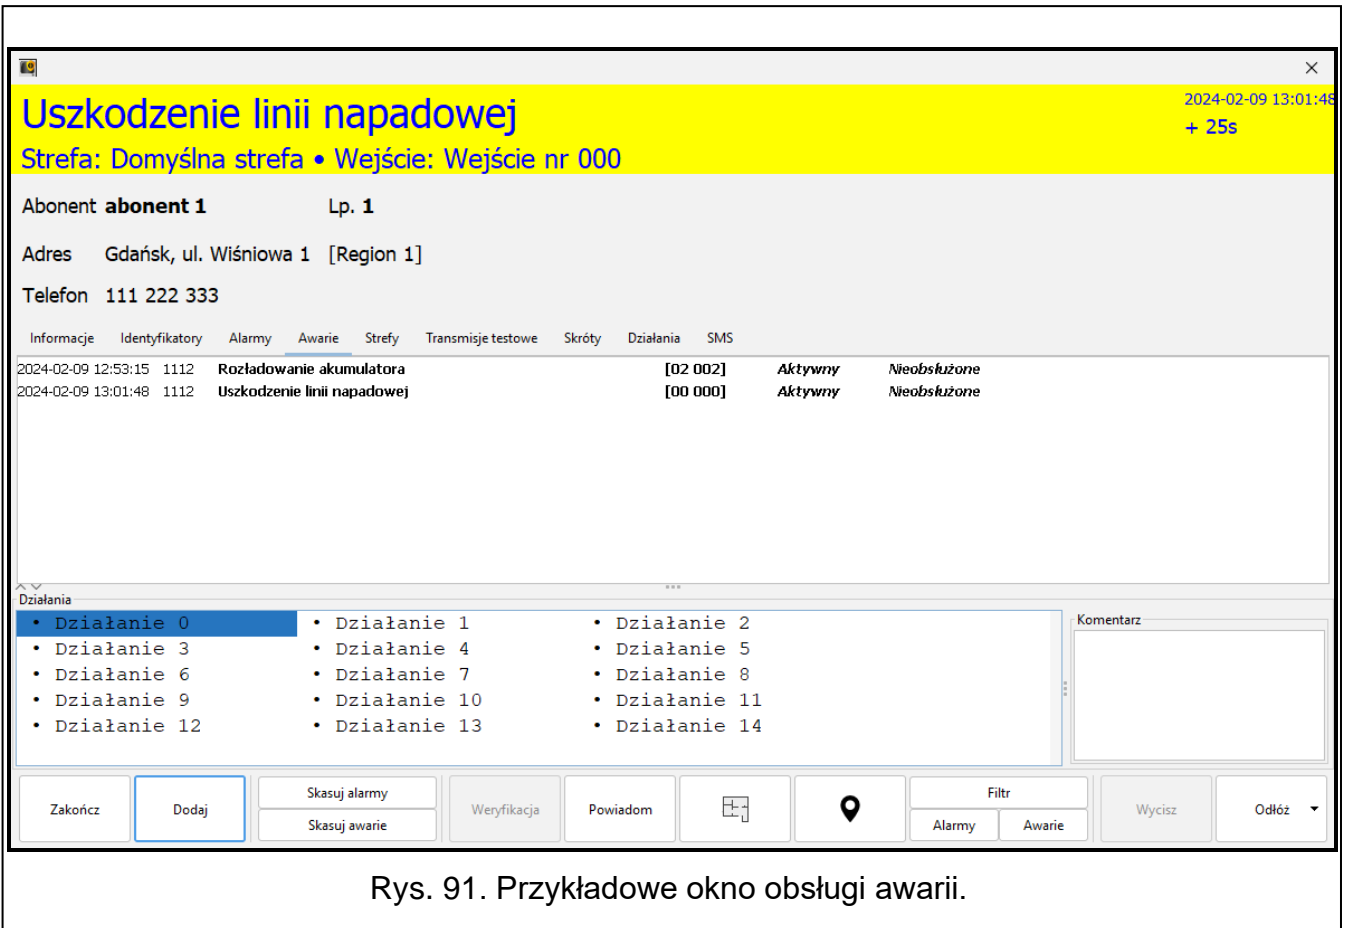 2024-02-09 13:01:48
Uszkodzenie linii napadowej
+ 25s
Strefa: Domyślna strefa • Wejście: Wejście nr 000
Abonent abonent 1 Lp. 1
Adres Gdańsk, ul. Wiśniowa 1 [Region 1]
Telefon 111 222 333
Informacje Identyfikatory Alarmy Awarie Strefy Transmisje testowe Skróty Działania SMS
2024-02-09 12:53:15 1112 Rozładowanie akumulatora [02 002] Aktywny Nieobsłużone
2024-02-09 13:01:48 1112 Uszkodzenie linii napadowej [00 000] Aktywny Nieobsłużone
Działania
• Działanie 0 • Działanie 1 • Działanie 2
• Działanie 3 • Działanie 4 • Działanie 5
• Działanie 6 • Działanie 7 • Działanie 8
• Działanie 9 • Działanie 10 • Działanie 11
• Działanie 12 • Działanie 13 • Działanie 14
Komentarz
Zakończ Dodaj
Skasuj alarmy
Skasuj awarie
Weryfikacja Powiadom
Filtr
Alarmy Awarie
Wycisz Odłóż
Rys. 91. Przykładowe okno obsługi awarii.